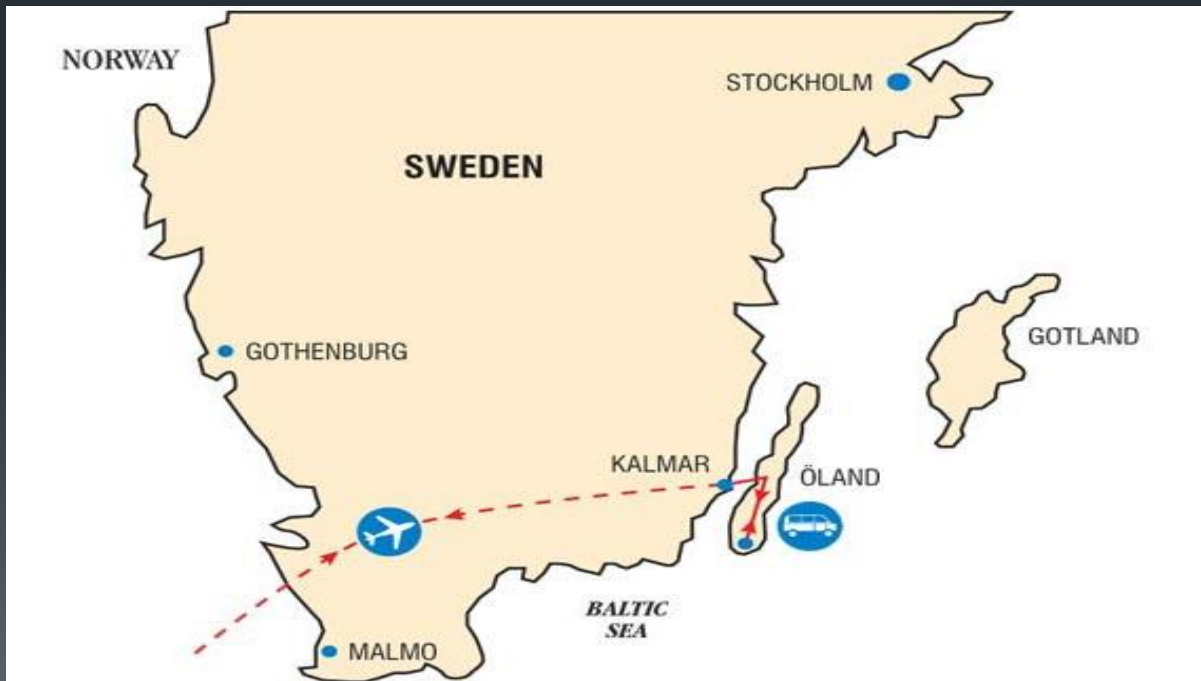 NORWAY
STOCKHOLM
SWEDEN
GOTHENBURG
GOTLAND
KALMAR
ÖLAND
BALTIC
SEA
MALMO